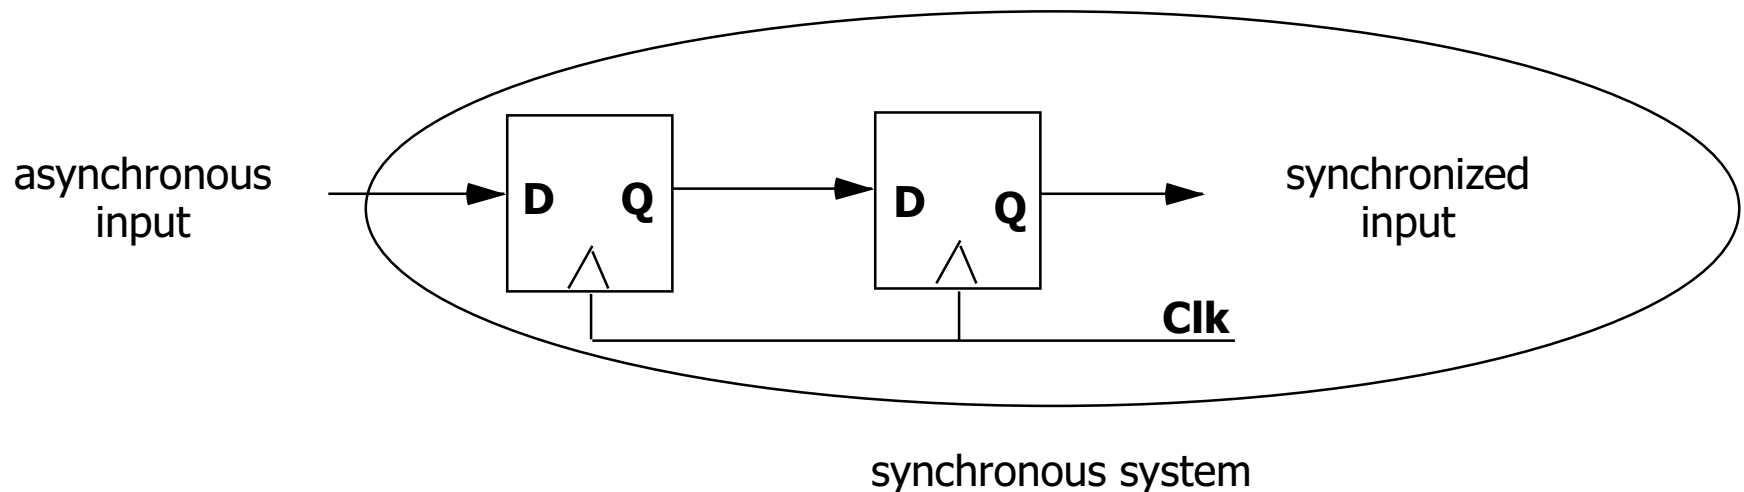 asynchronous
input
D Q
D Q
synchronized
input
Clk
synchronous system